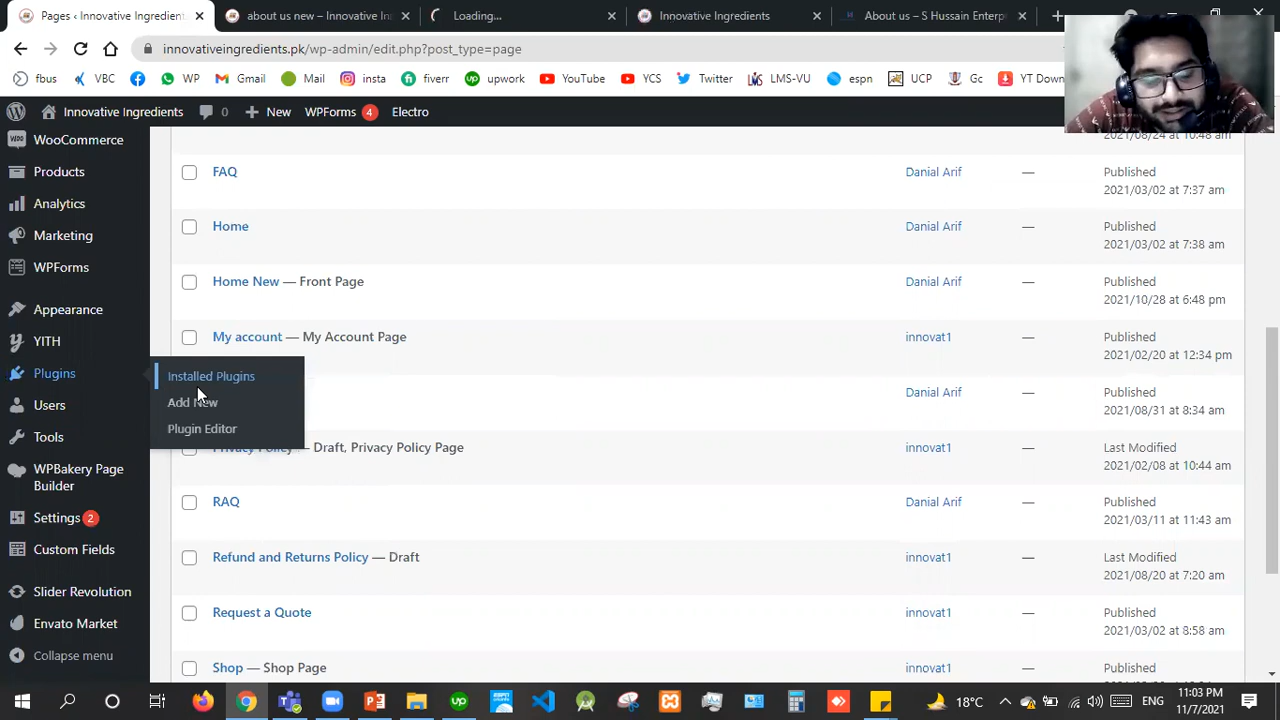 Pages ‹ Innovative Ingredients
about us new – Innovative In
Loading...
Innovative Ingredients
About us – S Hussain Enterp
innovativeingredients.pk/wp-admin/edit.php?post_type=page
fbus
VBC
WP
Gmail
Mail
insta
fiverr
upwork
YouTube
YCS
Twitter
LMS-VU
espn
UCP
Gc
YT Down
Innovative Ingredients
0
New
WPForms 4
Electro
WooCommerce
Products
Analytics
Marketing
WPForms
Appearance
YITH
Plugins
Users
Tools
WPBakery Page
Builder
Settings 2
Custom Fields
Slider Revolution
Envato Market
Collapse menu
Installed Plugins
Add New
Plugin Editor
2021/08/24 at 10:48 am
FAQ
Danial Arif
—
Published
2021/03/02 at 7:37 am
Home
Danial Arif
—
Published
2021/03/02 at 7:38 am
Home New — Front Page
Danial Arif
—
Published
2021/10/28 at 6:48 pm
My account — My Account Page
innovat1
—
Published
2021/02/20 at 12:34 pm
Danial Arif
—
Published
2021/08/31 at 8:34 am
Privacy Policy — Draft, Privacy Policy Page
innovat1
—
Last Modified
2021/02/08 at 10:44 am
RAQ
Danial Arif
—
Published
2021/03/11 at 11:43 am
Refund and Returns Policy — Draft
innovat1
—
Last Modified
2021/08/20 at 7:20 am
Request a Quote
innovat1
—
Published
2021/03/02 at 8:58 am
Shop — Shop Page
innovat1
—
Published
18°C
ENG
11:03 PM
11/7/2021